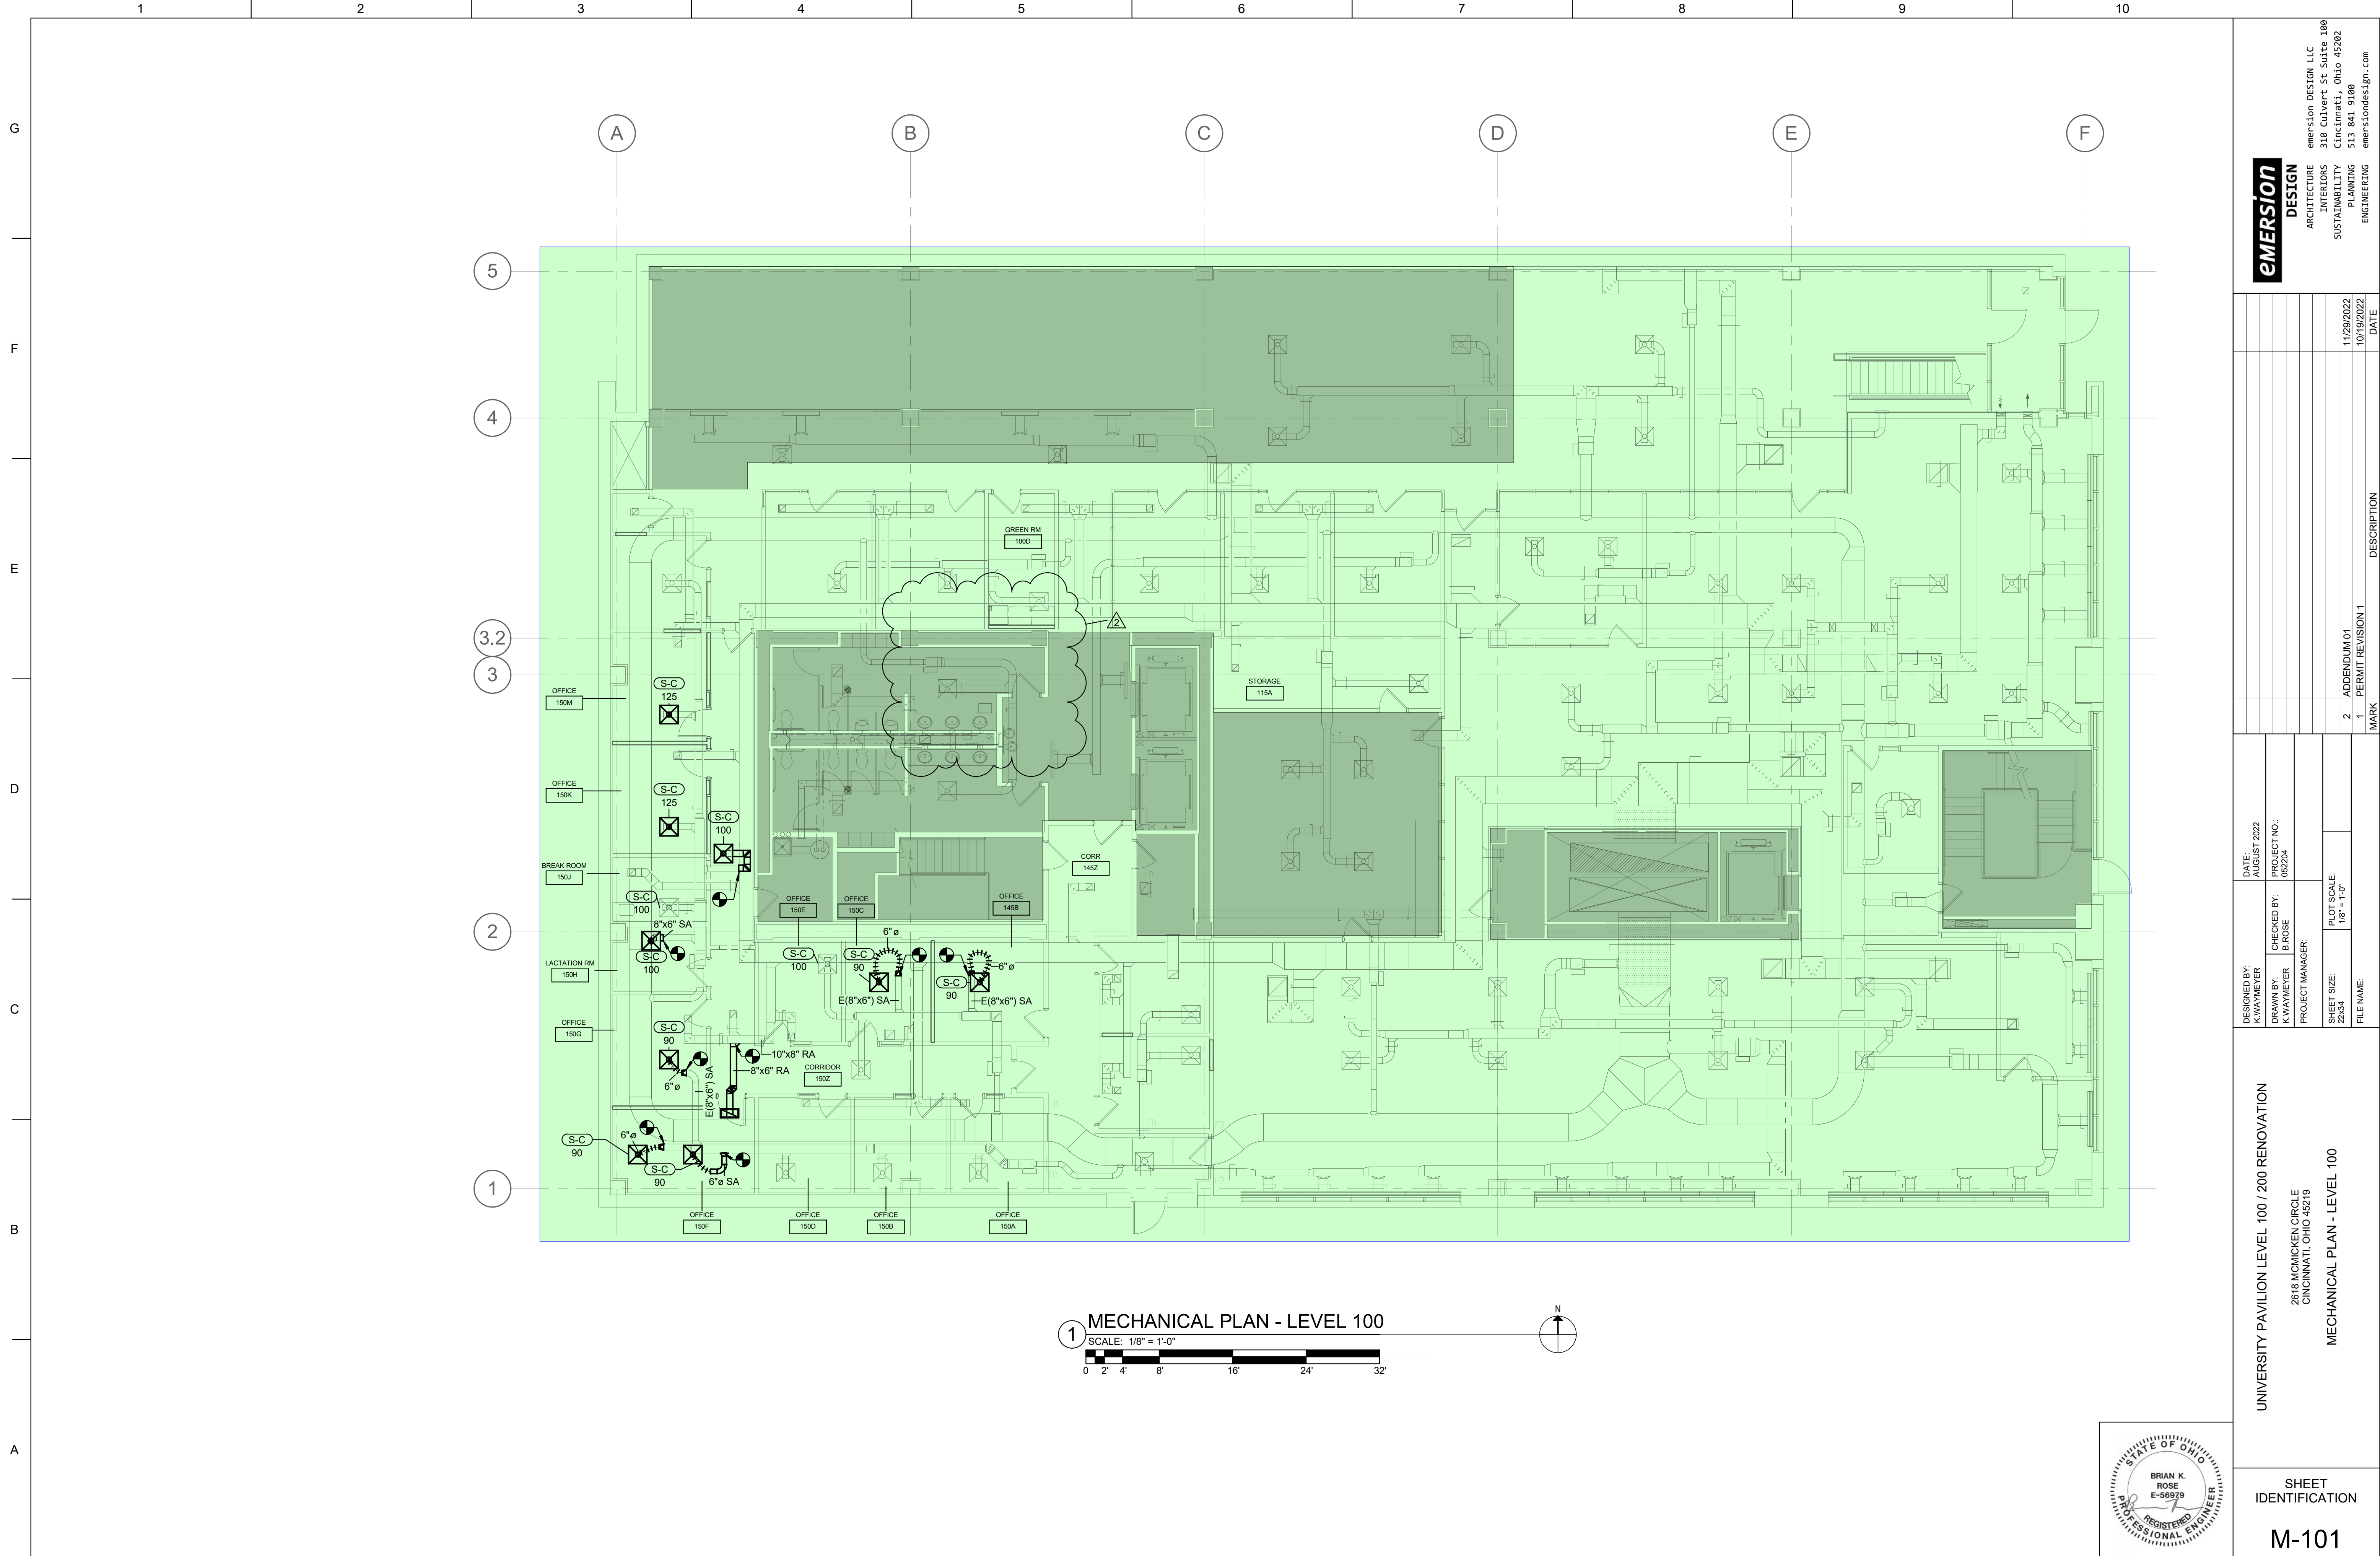 1 2 3 4 5 6 7 8 9 10
G
F
E
D
C
B
A
A B C D E F
5
4
3.2
3
2
1
GREEN RM
100D
2
OFFICE
150M
S-C
125
STORAGE
115A
OFFICE
150K
S-C
125
S-C
100
BREAK ROOM
150J
CORR
145Z
S-C
100
8"x6" SA
S-C
100
OFFICE
150E
OFFICE
150C
OFFICE
145B
LACTATION RM
150H
S-C
100
S-C
90
6"ø
E(8"x6") SA
S-C
90
6"ø
E(8"x6") SA
OFFICE
150G
S-C
90
6"ø
E(8"x6") SA
10"x8" RA
8"x6" RA
CORRIDOR
150Z
S-C
90
6"ø
S-C
90
6"ø SA
FD
FD
FD
FD
OFFICE
150F
OFFICE
150D
OFFICE
150B
OFFICE
150A
1
MECHANICAL PLAN - LEVEL 100
SCALE: 1/8" = 1'-0"
0 2' 4' 8' 16' 24' 32'
N
eMERSION
DESIGN
ARCHITECTURE
INTERIORS
SUSTAINABILITY
PLANNING
ENGINEERING
emersion DESIGN LLC
310 Culvert St Suite 100
Cincinnati, Ohio 45202
513 841 9100
emersiondesign.com
2 ADDENDUM 01 11/29/2022
1 PERMIT REVISION 1 10/19/2022
MARK DESCRIPTION DATE
DESIGNED BY:
K.WAYMEYER
DATE:
AUGUST 2022
DRAWN BY:
K.WAYMEYER
CHECKED BY:
B.ROSE
PROJECT NO.:
052204
PROJECT MANAGER:
SHEET SIZE:
22x34
PLOT SCALE:
1/8" = 1'-0"
FILE NAME:
UNIVERSITY PAVILION LEVEL 100 / 200 RENOVATION
2618 MCMICKEN CIRCLE
CINCINNATI, OHIO 45219
MECHANICAL PLAN - LEVEL 100
STATE OF OHIO
BRIAN K.
ROSE
E-56979
REGISTERED
PROFESSIONAL ENGINEER
SHEET
IDENTIFICATION
M-101